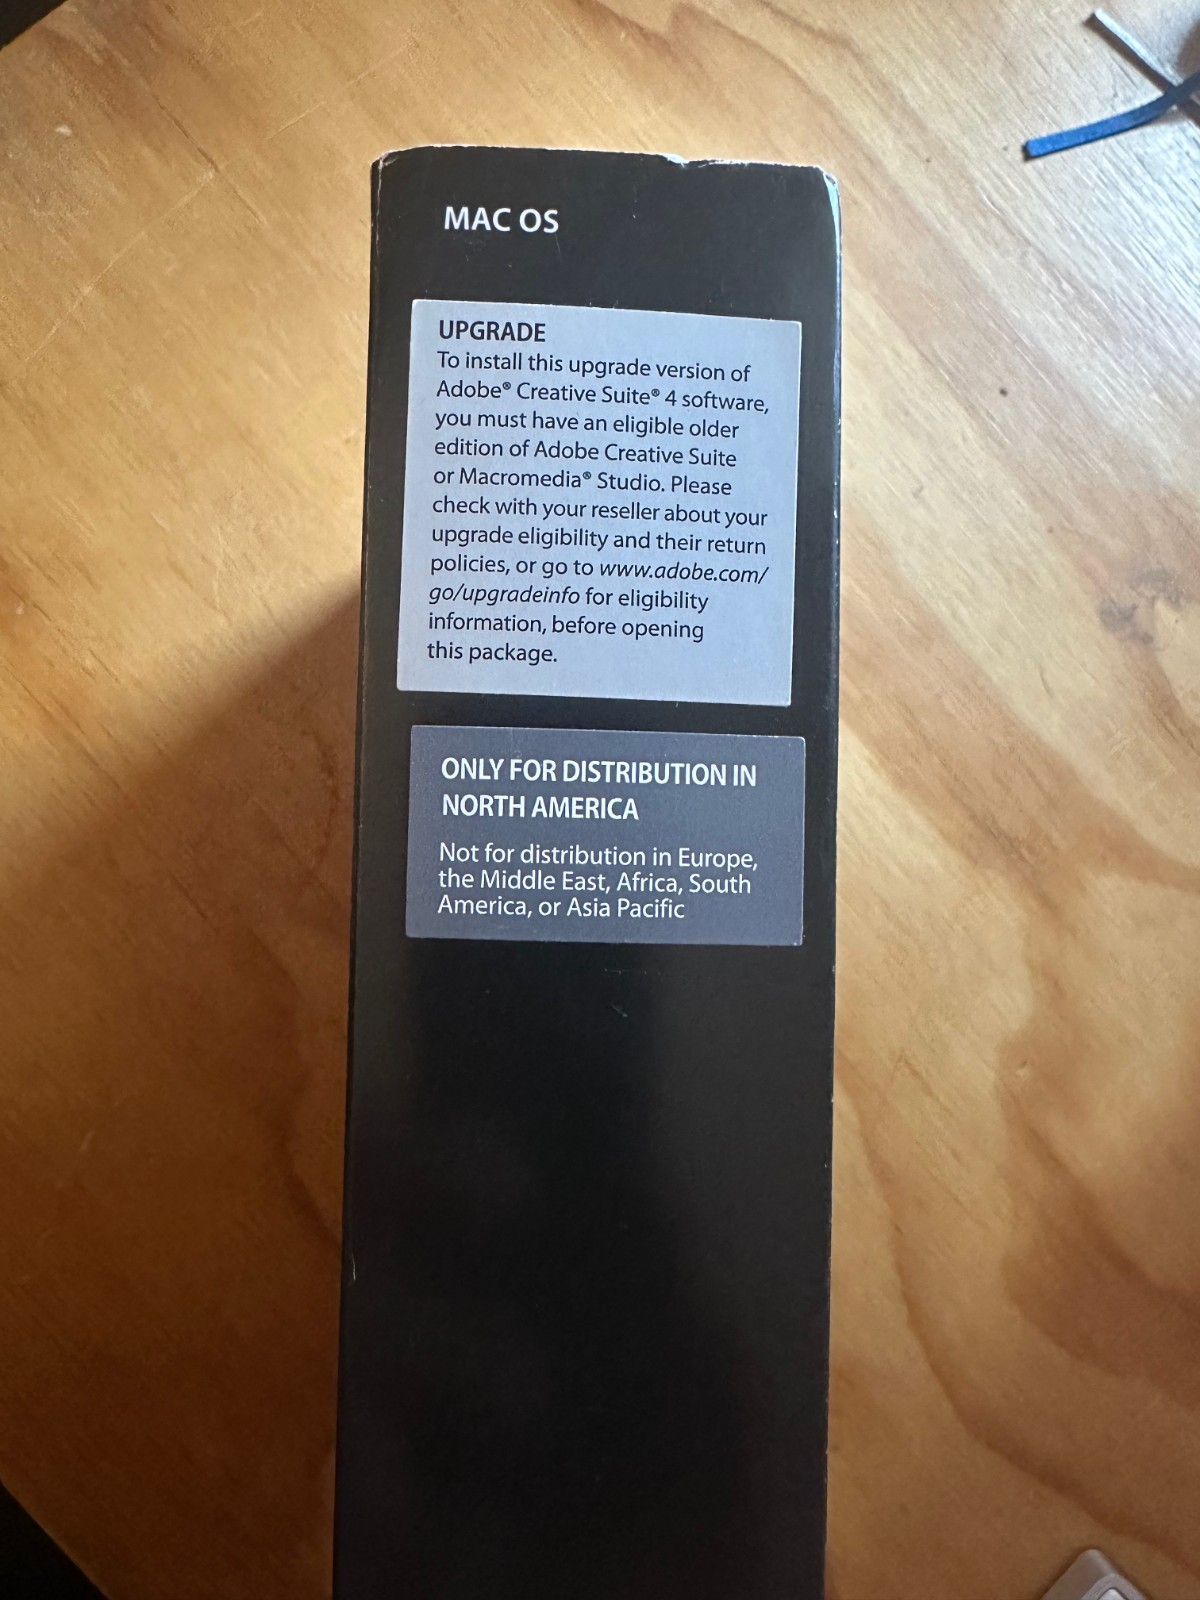 MAC OS
UPGRADE
To install this upgrade version of
Adobe® Creative Suite® 4 software,
you must have an eligible older
edition of Adobe Creative Suite
or Macromedia® Studio. Please
check with your reseller about your
upgrade eligibility and their return
policies, or go to www.adobe.com/
go/upgradeinfo for eligibility
information, before opening
this package.
ONLY FOR DISTRIBUTION IN
NORTH AMERICA
Not for distribution in Europe,
the Middle East, Africa, South
America, or Asia Pacific